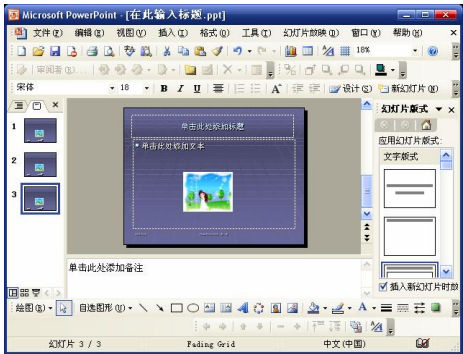 Microsoft PowerPoint - [在此输入标题.ppt]
文件(F) 编辑(E) 视图(V) 插入(I) 格式(O) 工具(T) 幻灯片放映(D) 窗口(W) 帮助(H)
18%
审阅者(R)...
宋体 18 B I U S A 设计(S) 新幻灯片(N)
幻灯片版式
应用幻灯片版式:
文字版式
1
2
3
单击此处添加标题
单击此处添加文本
单击此处添加备注
插入新幻灯片时放
绘图(R) 自选图形(U) A
幻灯片 3 / 3 Fading Grid 中文(中国)